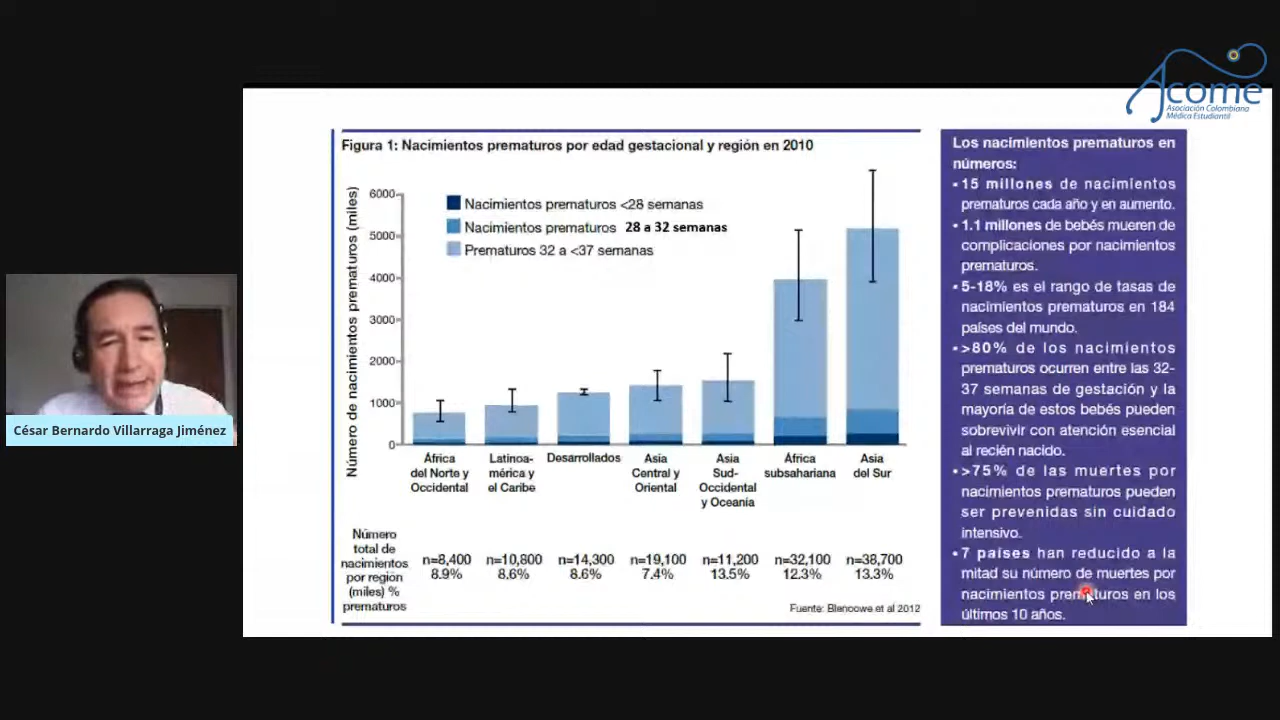 Acome
Asociación Colombiana
Médica Estudiantil
Figura 1: Nacimientos prematuros por edad gestacional y región en 2010
Número de nacimientos prematuros (miles)
6000
5000
4000
3000
2000
1000
0
Nacimientos prematuros <28 semanas
Nacimientos prematuros 28 a 32 semanas
Prematuros 32 a <37 semanas
África
del Norte y
Occidental
Latinoa-
mérica y
el Caribe
Desarrollados
Asia
Central y
Oriental
Asia
Sud-
Occidental
y Oceanía
África
subsahariana
Asia
del Sur
Número
total de
nacimientos
por región
(miles) %
prematuros
n=8,400
8.9%
n=10,800
8.6%
n=14,300
8.6%
n=19,100
7.4%
n=11,200
13.5%
n=32,100
12.3%
n=38,700
13.3%
Fuente: Blencowe et al 2012
Los nacimientos prematuros en
números:
• 15 millones de nacimientos
prematuros cada año y en aumento.
• 1.1 millones de bebés mueren de
complicaciones por nacimientos
prematuros.
• 5-18% es el rango de tasas de
nacimientos prematuros en 184
países del mundo.
• >80% de los nacimientos
prematuros ocurren entre las 32-
37 semanas de gestación y la
mayoría de estos bebés pueden
sobrevivir con atención esencial
al recién nacido.
• >75% de las muertes por
nacimientos prematuros pueden
ser prevenidas sin cuidado
intensivo.
• 7 países han reducido a la
mitad su número de muertes por
nacimientos prematuros en los
últimos 10 años.
César Bernardo Villarraga Jiménez